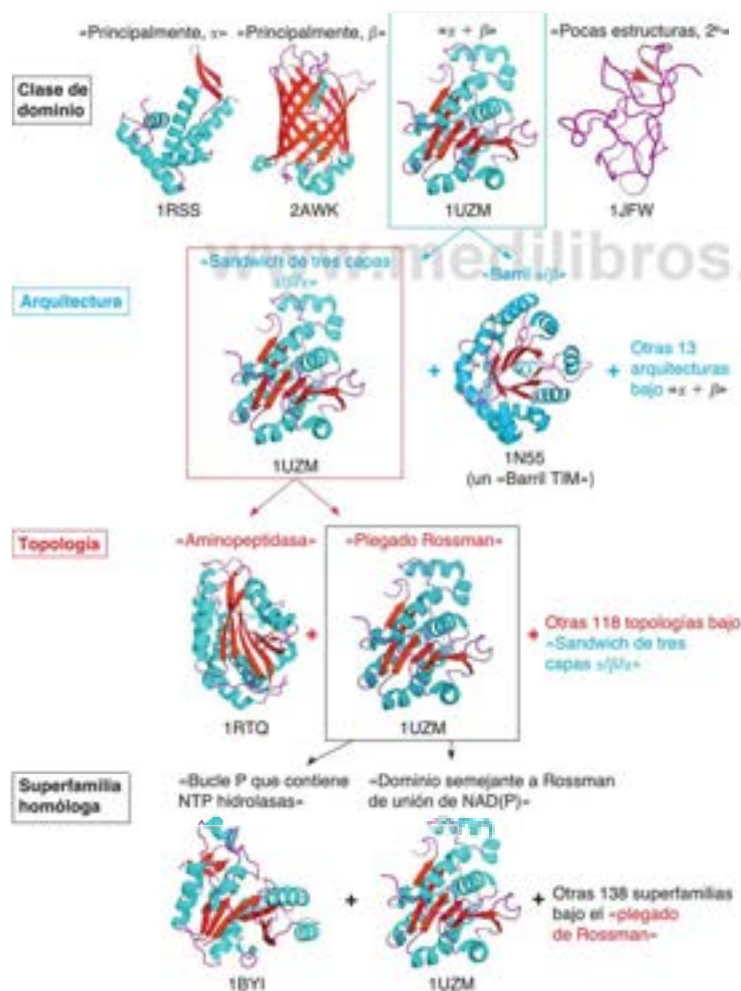 «Principalmente, α» «Principalmente, β» «α + β» «Pocas estructuras, 2ª»
Clase de
dominio
1RSS 2AWK 1UZM 1JFW
www.medilibros.
«Sandwich de tres capas
α/β/α»
«Barril α/β»
Arquitectura
+
+
Otras 13
arquitecturas
bajo «α + β»
1UZM
1N55
(un «Barril TIM»)
Topología
«Aminopeptidasa» «Plegado Rossman»
+
+
Otras 118 topologías bajo
«Sandwich de tres
capas α/β/α»
1RTQ 1UZM
Superfamilia
homóloga
«Bucle P que contiene
NTP hidrolasas»
«Dominio semejante a Rossman
de unión de NAD(P)»
+
+
Otras 138 superfamilias
bajo el «plegado
de Rossman»
1BYI 1UZM